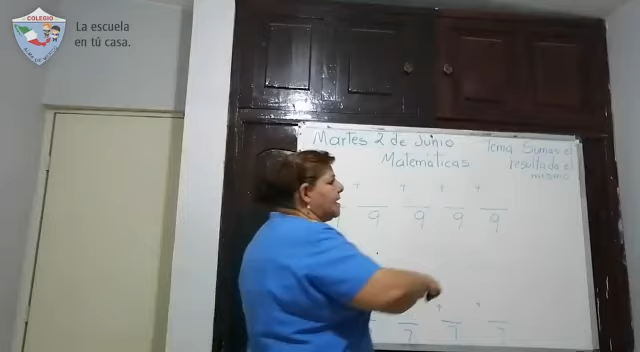 COLEGIO
La escuela
en tú casa.
Martes 2 de Junio
Matemáticas
Tema Sumas el
resultado el
mismo
+ + + +
9 9 9 9
+ +
7 7 7